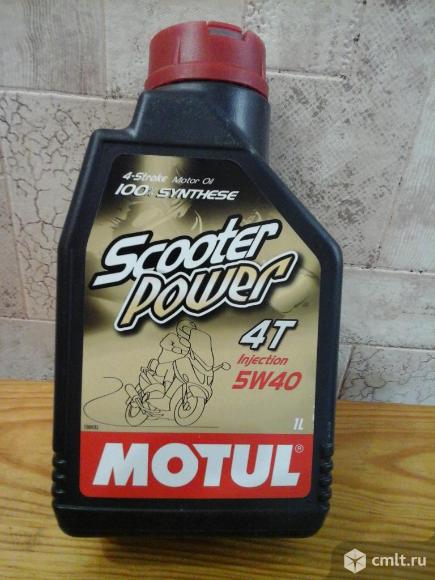 4-Stroke Motor Oil
100% SYNTHESE
Scooter
power
4T
Injection
5W40
1L
MOTUL®
cmlt.ru